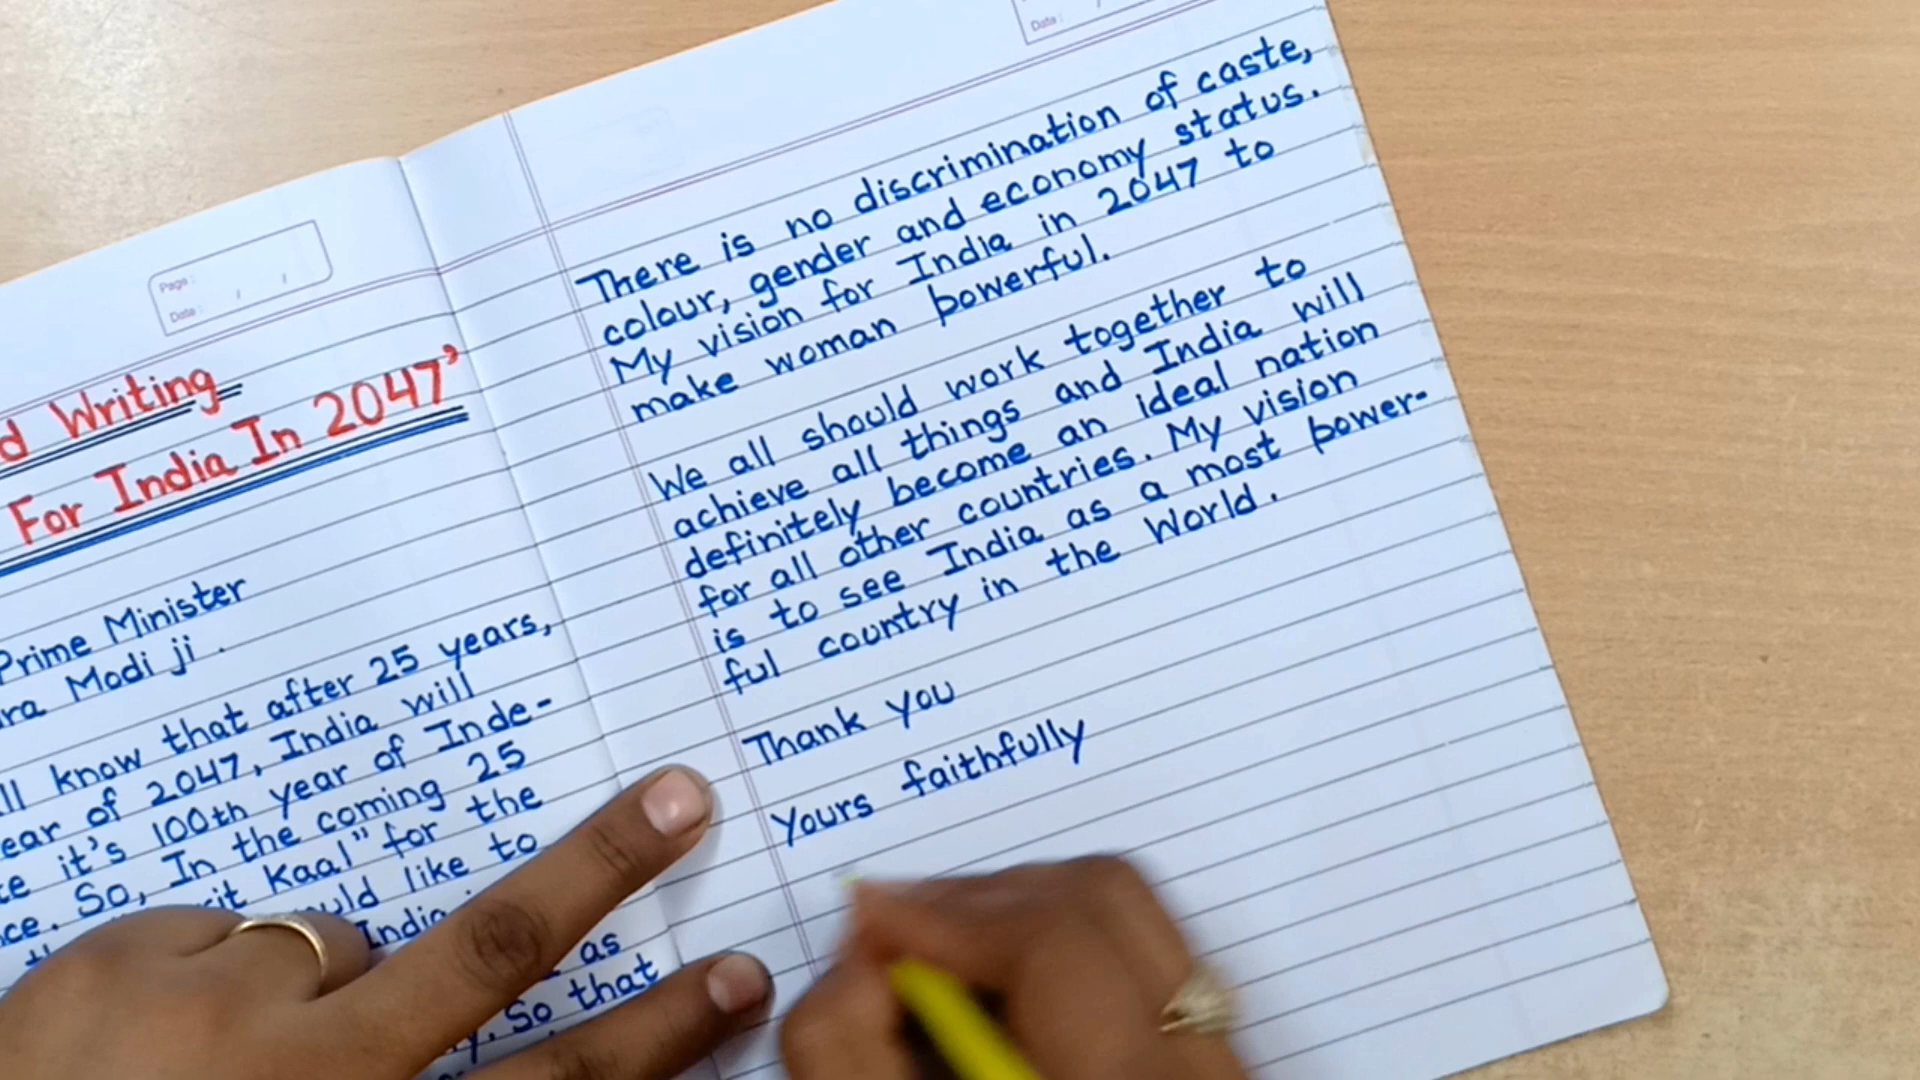 Page :
Date : / /
d Writing
For India In 2047'
Prime Minister
ra Modi ji.
ll know that after 25 years,
ear of 2047, India will
it's 100th year of Inde-
ce. So, In the coming 25
rit Kaal" for the
uld like to
India
as
So that
Date : /
There is no discrimination of caste,
colour, gender and economy status.
My vision for India in 2047 to
make woman powerful.
We all should work together to
achieve all things and India will
definitely become an ideal nation
for all other countries. My vision
is to see India as a most power-
ful country in the World.
Thank you
Yours faithfully